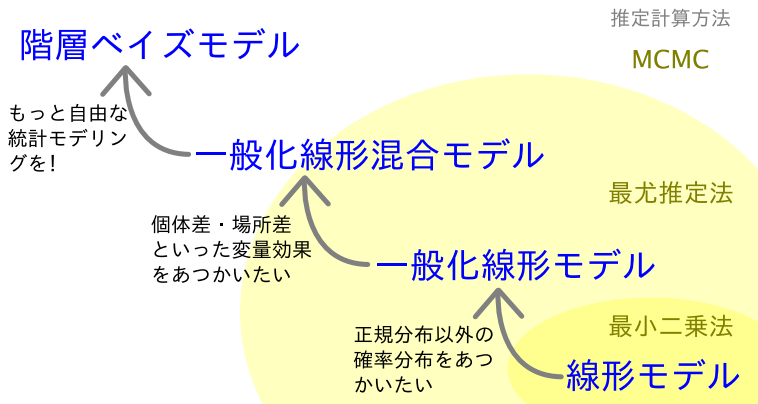 推定計算方法
階層ベイズモデル
MCMC
もっと自由な
統計モデリン
グを!
一般化線形混合モデル
最尤推定法
個体差・場所差
といった変量効果
をあつかいたい
一般化線形モデル
最小二乗法
正規分布以外の
確率分布をあつ
かいたい
線形モデル